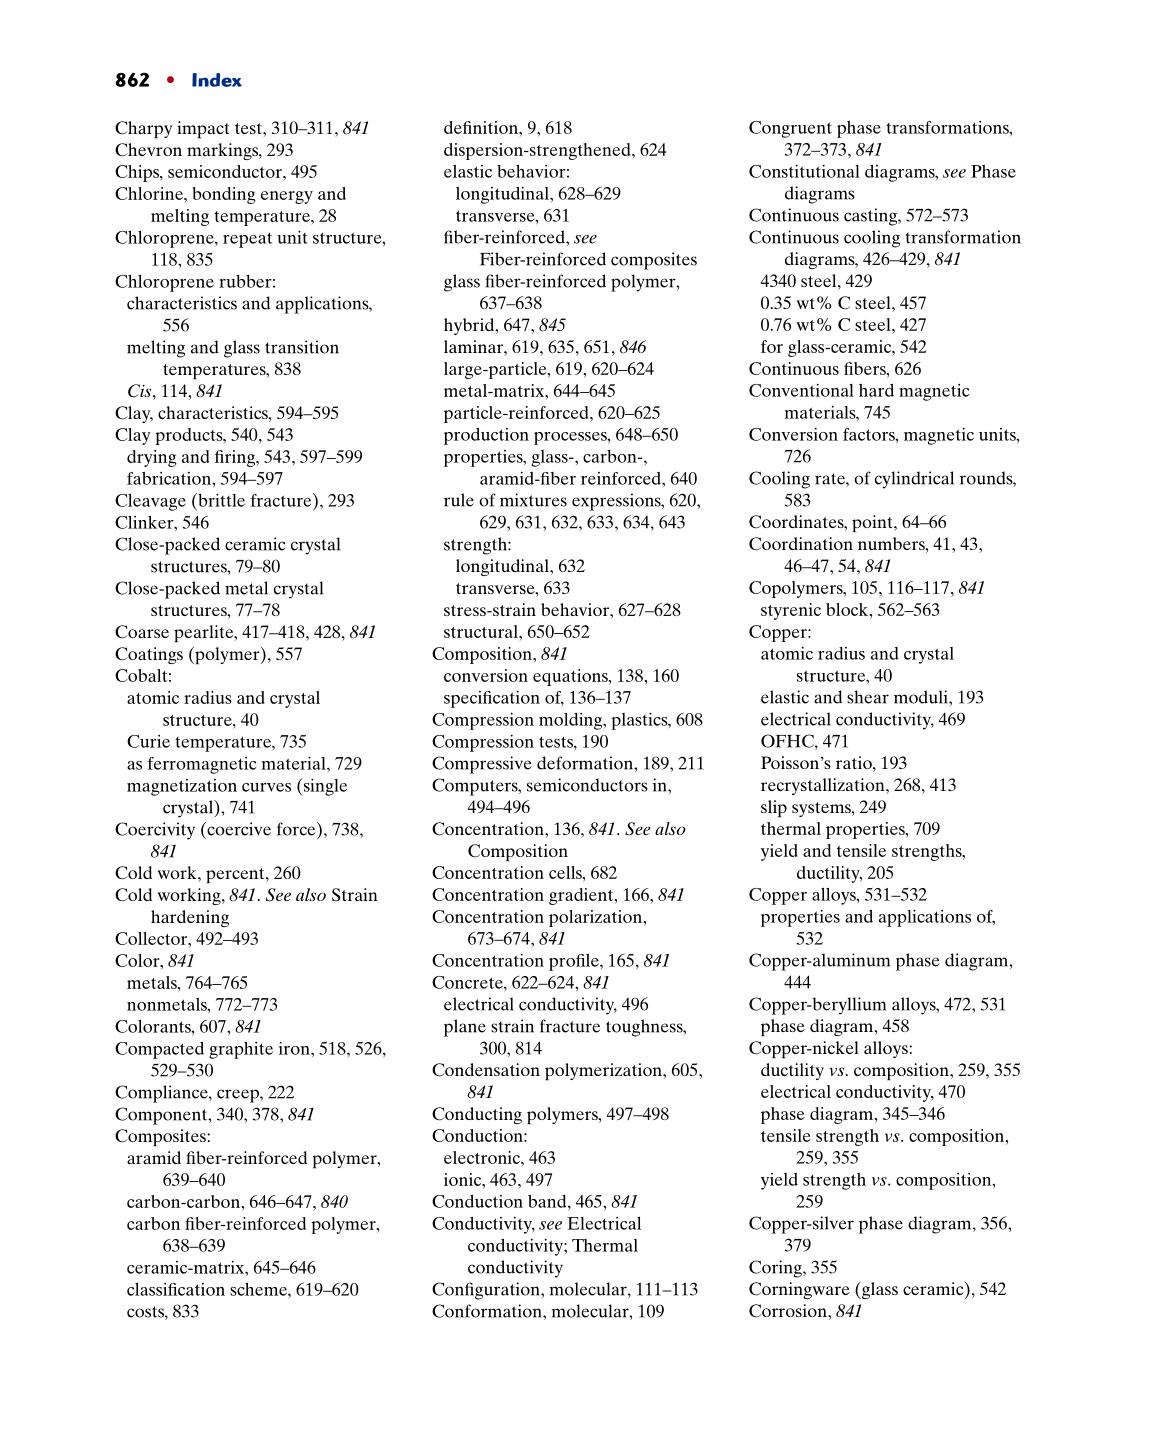 862 • Index
Charpy impact test, 310–311, 841
Chevron markings, 293
Chips, semiconductor, 495
Chlorine, bonding energy and
melting temperature, 28
Chloroprene, repeat unit structure,
118, 835
Chloroprene rubber:
characteristics and applications,
556
melting and glass transition
temperatures, 838
Cis, 114, 841
Clay, characteristics, 594–595
Clay products, 540, 543
drying and firing, 543, 597–599
fabrication, 594–597
Cleavage (brittle fracture), 293
Clinker, 546
Close-packed ceramic crystal
structures, 79–80
Close-packed metal crystal
structures, 77–78
Coarse pearlite, 417–418, 428, 841
Coatings (polymer), 557
Cobalt:
atomic radius and crystal
structure, 40
Curie temperature, 735
as ferromagnetic material, 729
magnetization curves (single
crystal), 741
Coercivity (coercive force), 738,
841
Cold work, percent, 260
Cold working, 841. See also Strain
hardening
Collector, 492–493
Color, 841
metals, 764–765
nonmetals, 772–773
Colorants, 607, 841
Compacted graphite iron, 518, 526,
529–530
Compliance, creep, 222
Component, 340, 378, 841
Composites:
aramid fiber-reinforced polymer,
639–640
carbon-carbon, 646–647, 840
carbon fiber-reinforced polymer,
638–639
ceramic-matrix, 645–646
classification scheme, 619–620
costs, 833
definition, 9, 618
dispersion-strengthened, 624
elastic behavior:
longitudinal, 628–629
transverse, 631
fiber-reinforced, see
Fiber-reinforced composites
glass fiber-reinforced polymer,
637–638
hybrid, 647, 845
laminar, 619, 635, 651, 846
large-particle, 619, 620–624
metal-matrix, 644–645
particle-reinforced, 620–625
production processes, 648–650
properties, glass-, carbon-,
aramid-fiber reinforced, 640
rule of mixtures expressions, 620,
629, 631, 632, 633, 634, 643
strength:
longitudinal, 632
transverse, 633
stress-strain behavior, 627–628
structural, 650–652
Composition, 841
conversion equations, 138, 160
specification of, 136–137
Compression molding, plastics, 608
Compression tests, 190
Compressive deformation, 189, 211
Computers, semiconductors in,
494–496
Concentration, 136, 841. See also
Composition
Concentration cells, 682
Concentration gradient, 166, 841
Concentration polarization,
673–674, 841
Concentration profile, 165, 841
Concrete, 622–624, 841
electrical conductivity, 496
plane strain fracture toughness,
300, 814
Condensation polymerization, 605,
841
Conducting polymers, 497–498
Conduction:
electronic, 463
ionic, 463, 497
Conduction band, 465, 841
Conductivity, see Electrical
conductivity; Thermal
conductivity
Configuration, molecular, 111–113
Conformation, molecular, 109
Congruent phase transformations,
372–373, 841
Constitutional diagrams, see Phase
diagrams
Continuous casting, 572–573
Continuous cooling transformation
diagrams, 426–429, 841
4340 steel, 429
0.35 wt% C steel, 457
0.76 wt% C steel, 427
for glass-ceramic, 542
Continuous fibers, 626
Conventional hard magnetic
materials, 745
Conversion factors, magnetic units,
726
Cooling rate, of cylindrical rounds,
583
Coordinates, point, 64–66
Coordination numbers, 41, 43,
46–47, 54, 841
Copolymers, 105, 116–117, 841
styrenic block, 562–563
Copper:
atomic radius and crystal
structure, 40
elastic and shear moduli, 193
electrical conductivity, 469
OFHC, 471
Poisson's ratio, 193
recrystallization, 268, 413
slip systems, 249
thermal properties, 709
yield and tensile strengths,
ductility, 205
Copper alloys, 531–532
properties and applications of,
532
Copper-aluminum phase diagram,
444
Copper-beryllium alloys, 472, 531
phase diagram, 458
Copper-nickel alloys:
ductility vs. composition, 259, 355
electrical conductivity, 470
phase diagram, 345–346
tensile strength vs. composition,
259, 355
yield strength vs. composition,
259
Copper-silver phase diagram, 356,
379
Coring, 355
Corningware (glass ceramic), 542
Corrosion, 841